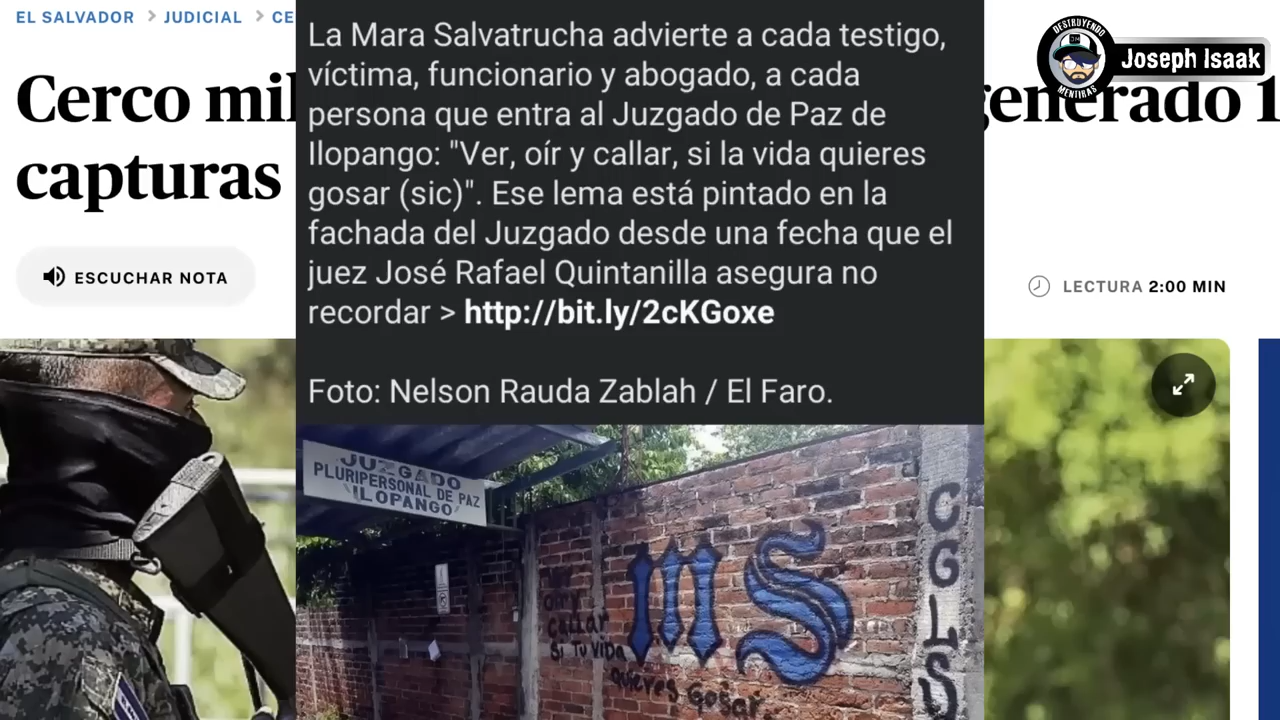 EL SALVADOR > JUDICIAL > CE
Cerco mil
generado 1
capturas
ESCUCHAR NOTA
LECTURA 2:00 MIN
DESTRUYENDO
MENTIRAS
Joseph Isaak
La Mara Salvatrucha advierte a cada testigo,
víctima, funcionario y abogado, a cada
persona que entra al Juzgado de Paz de
Ilopango: "Ver, oír y callar, si la vida quieres
gosar (sic)". Ese lema está pintado en la
fachada del Juzgado desde una fecha que el
juez José Rafael Quintanilla asegura no
recordar > http://bit.ly/2cKGoxe
Foto: Nelson Rauda Zablah / El Faro.
JUZGADO
PLURIPERSONAL DE PAZ
ILOPANGO
MS
CGLS
callar
Si Tu VIDA
quieres Gosar.